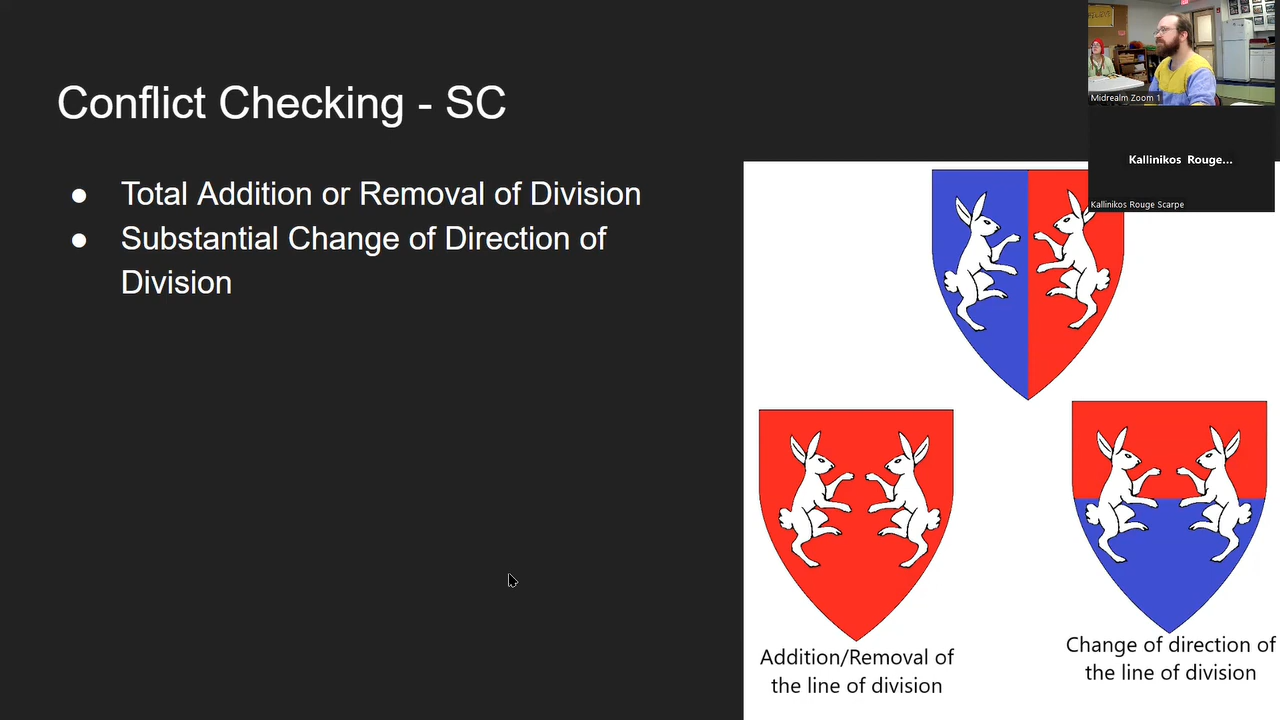 Conflict Checking - SC
● Total Addition or Removal of Division
● Substantial Change of Direction of
Division
Midrealm Zoom 1
Kallinikos Rouge...
Kallinikos Rouge Scarpe
Addition/Removal of
the line of division
Change of direction of
the line of division